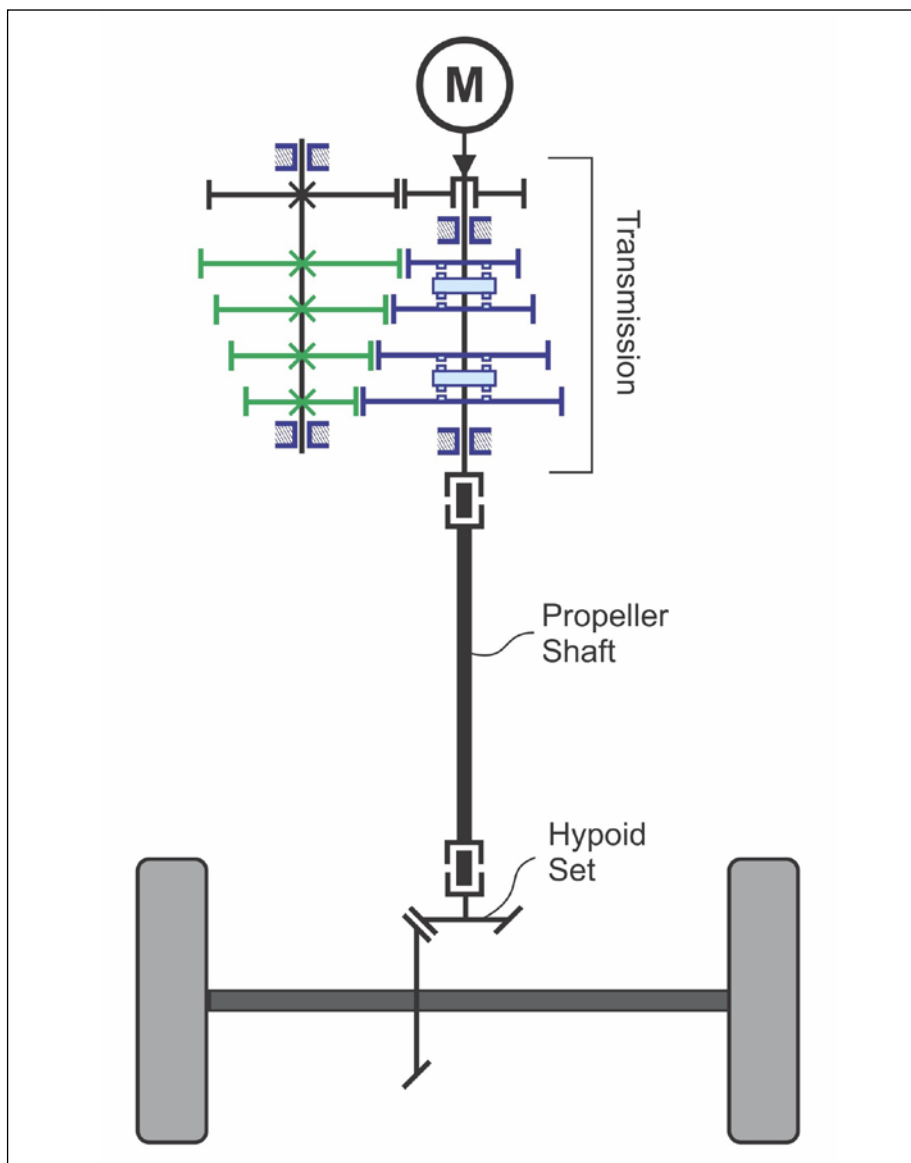 M
Transmission
Propeller
Shaft
Hypoid
Set